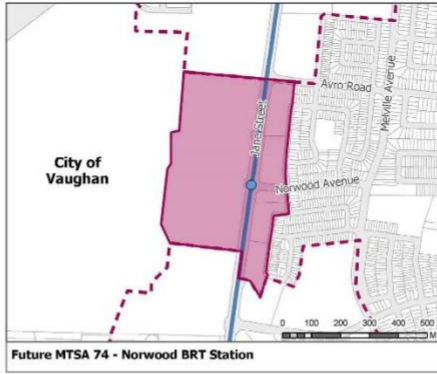 Avro Road
Melville Avenue
Jane Street
City of
Vaughan
Norwood Avenue
0 100 200 300 400 500
M
Future MTSA 74 - Norwood BRT Station